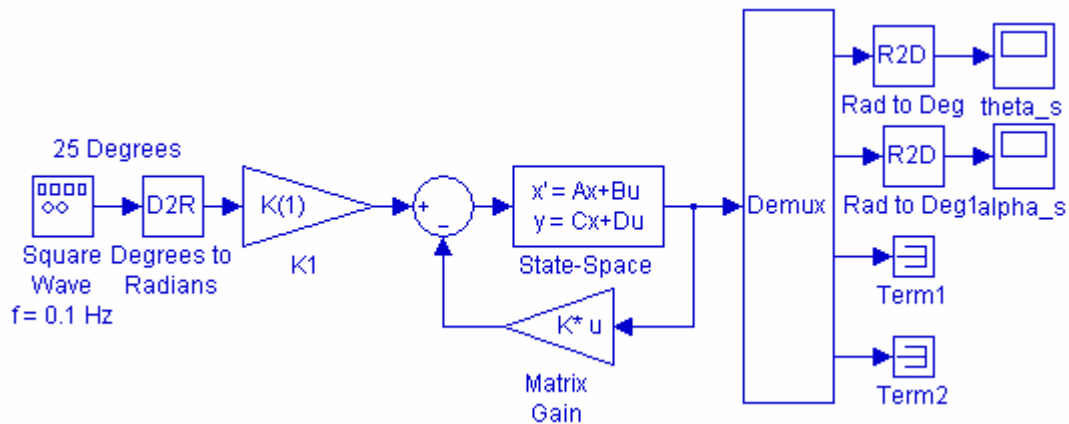 25 Degrees
D2R
Square
Wave
f = 0.1 Hz
Degrees to
Radians
K(1)
K1
+
−
x' = Ax+Bu
y = Cx+Du
State-Space
K* u
Matrix
Gain
Demux
R2D
Rad to Deg
theta_s
R2D
Rad to Deg1
alpha_s
Term1
Term2